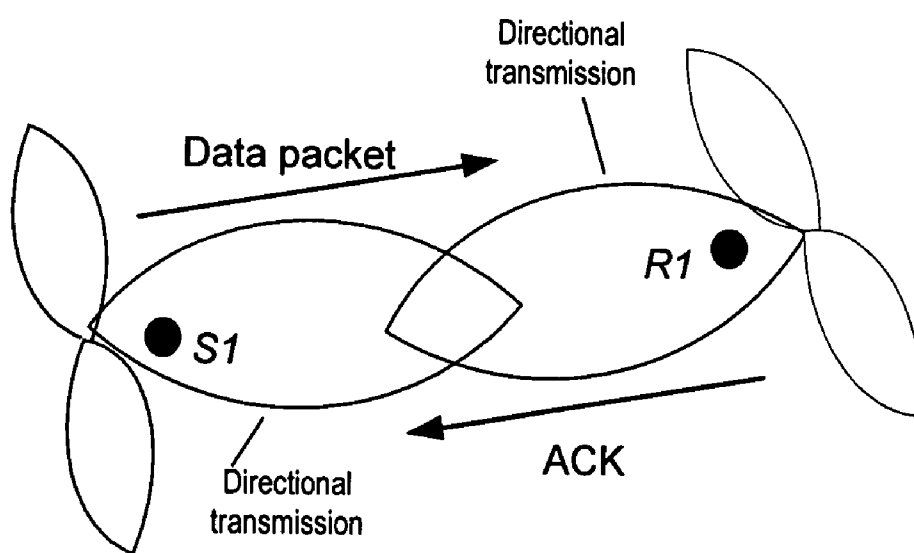 Directional
transmission
Data packet
R1
S1
ACK
Directional
transmission